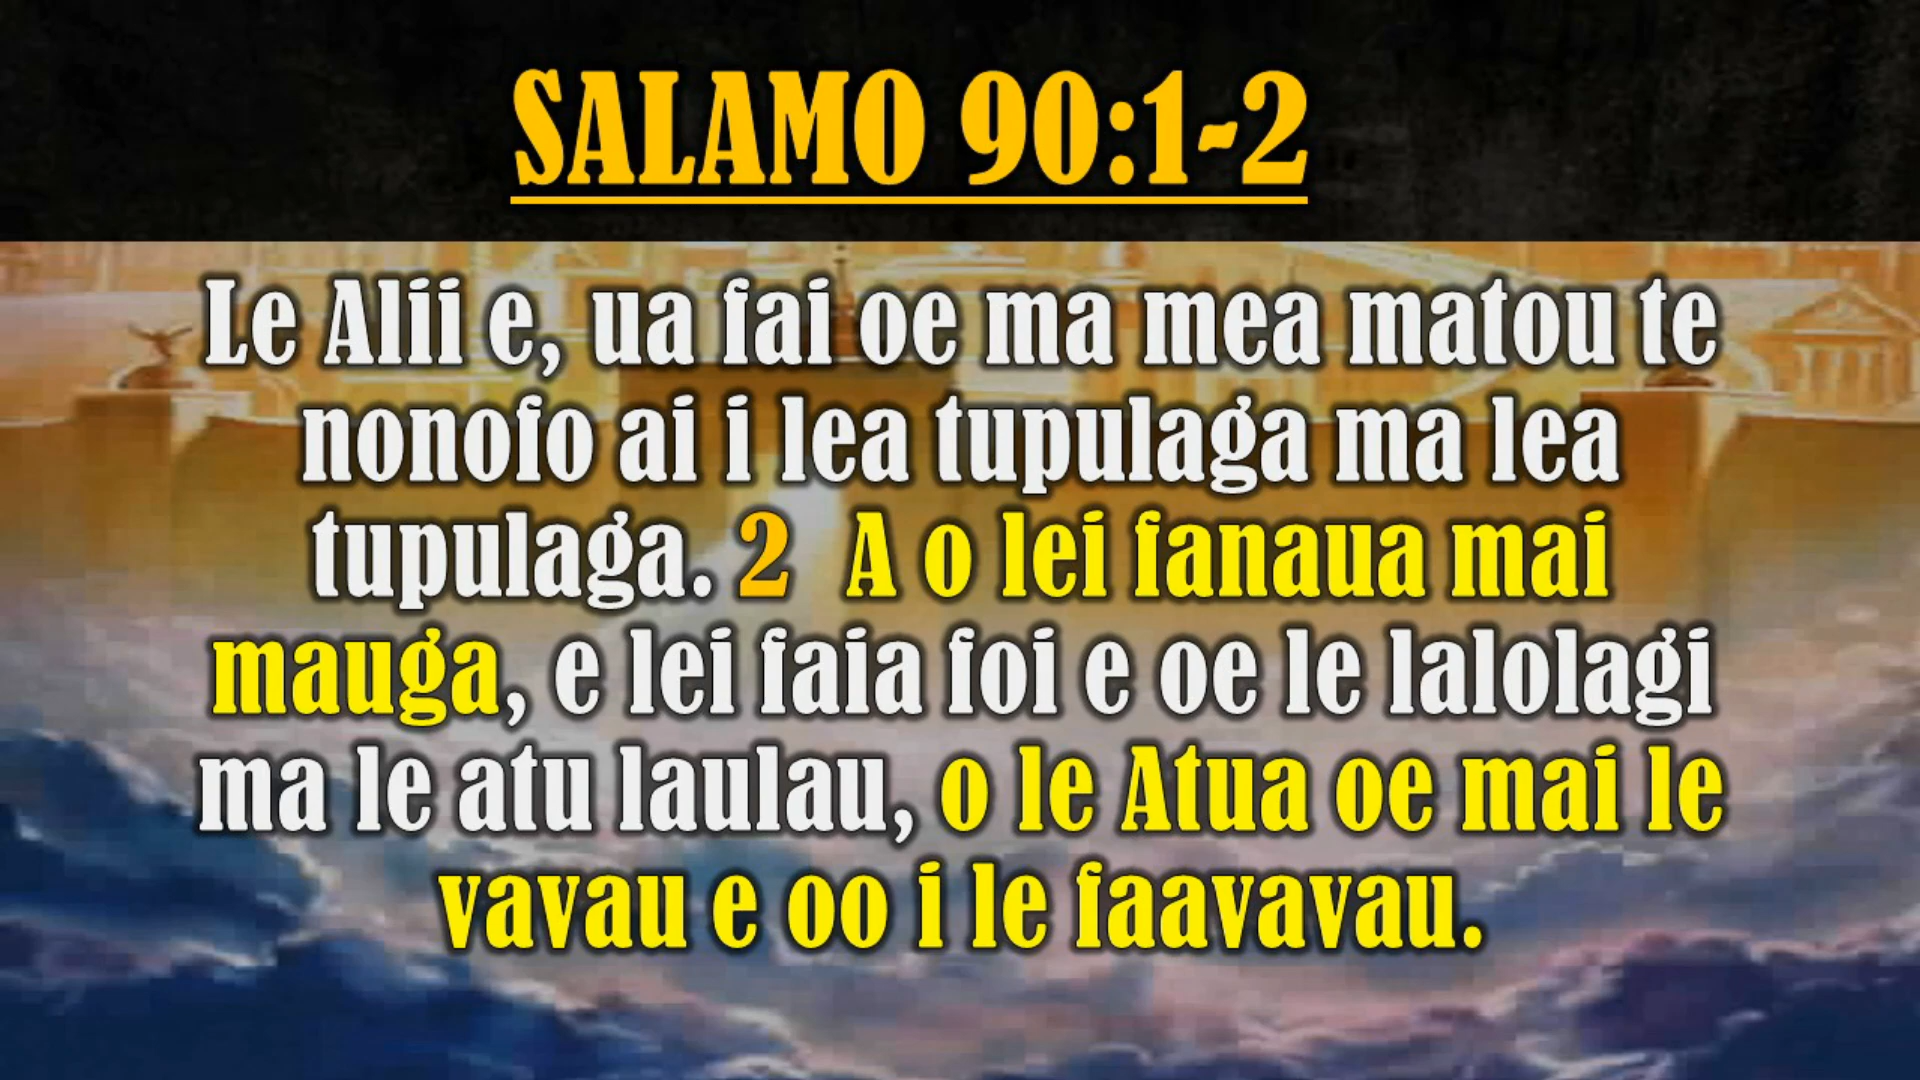 SALAMO 90:1-2
Le Alii e, ua fai oe ma mea matou te
nonofo ai i lea tupulaga ma lea
tupulaga. 2 A o lei fanaua mai
mauga, e lei faia foi e oe le lalolagi
ma le atu laulau, o le Atua oe mai le
vavau e oo i le faavavau.